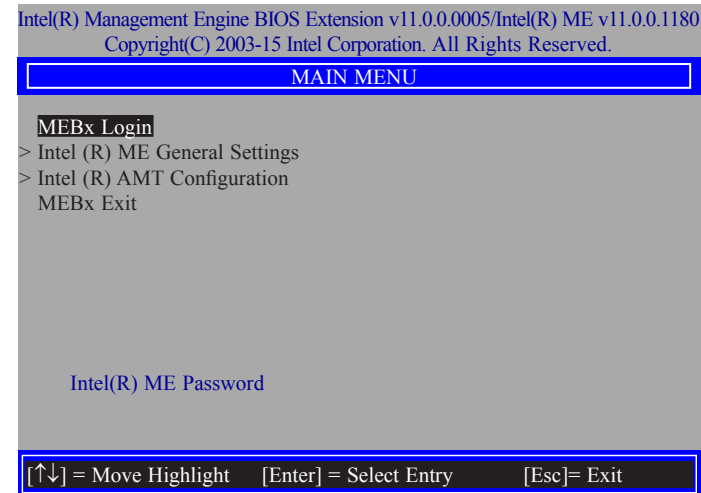 Intel(R) Management Engine BIOS Extension v11.0.0.0005/Intel(R) ME v11.0.0.1180
Copyright(C) 2003-15 Intel Corporation. All Rights Reserved.
MAIN MENU
MEBx Login
> Intel (R) ME General Settings
> Intel (R) AMT Configuration
MEBx Exit
Intel(R) ME Password
[↑↓] = Move Highlight [Enter] = Select Entry [Esc]= Exit